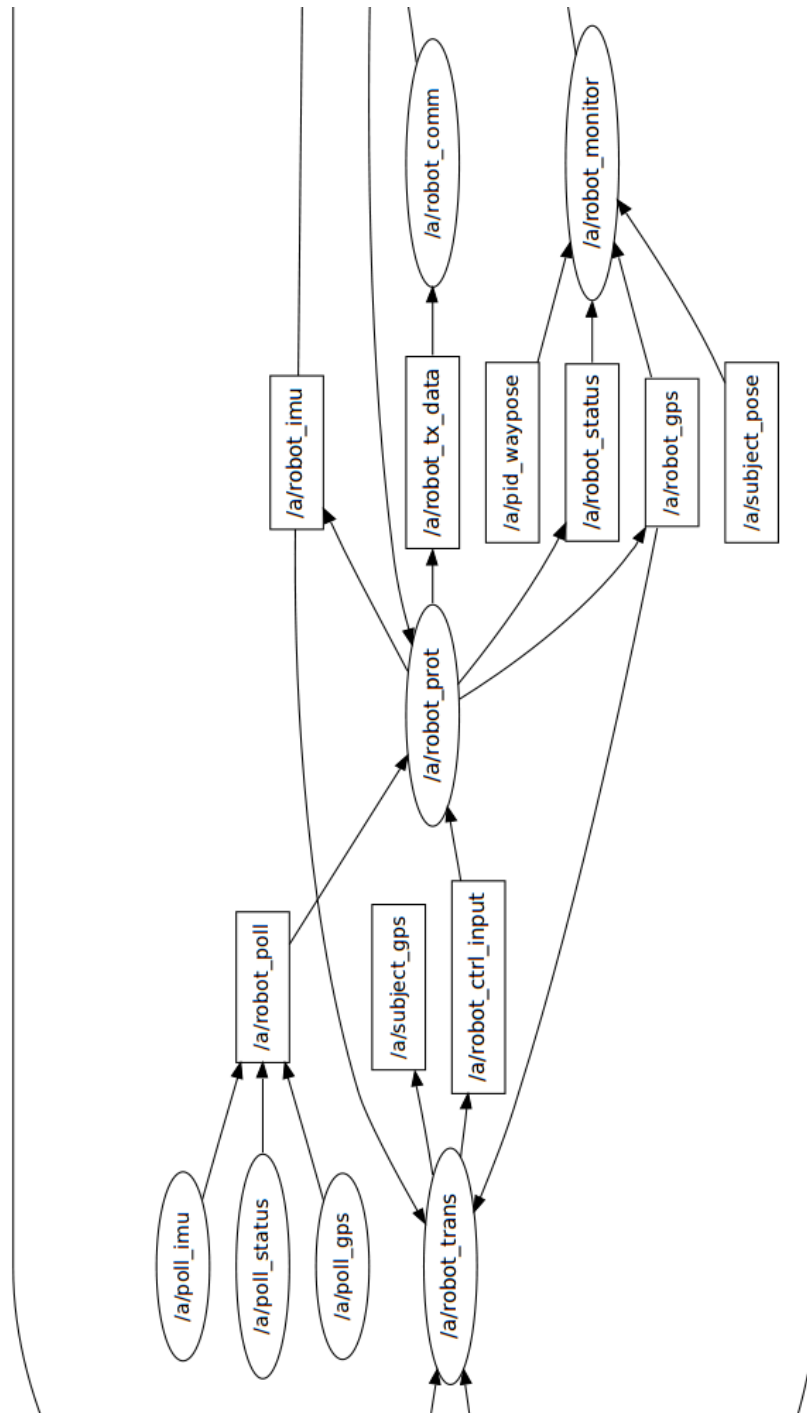 /a/poll_imu
/a/poll_status
/a/poll_gps
/a/robot_trans
/a/robot_poll
/a/subject_gps
/a/robot_ctrl_input
/a/robot_prot
/a/robot_imu
/a/robot_tx_data
/a/pid_waypose
/a/robot_status
/a/robot_gps
/a/subject_pose
/a/robot_comm
/a/robot_monitor